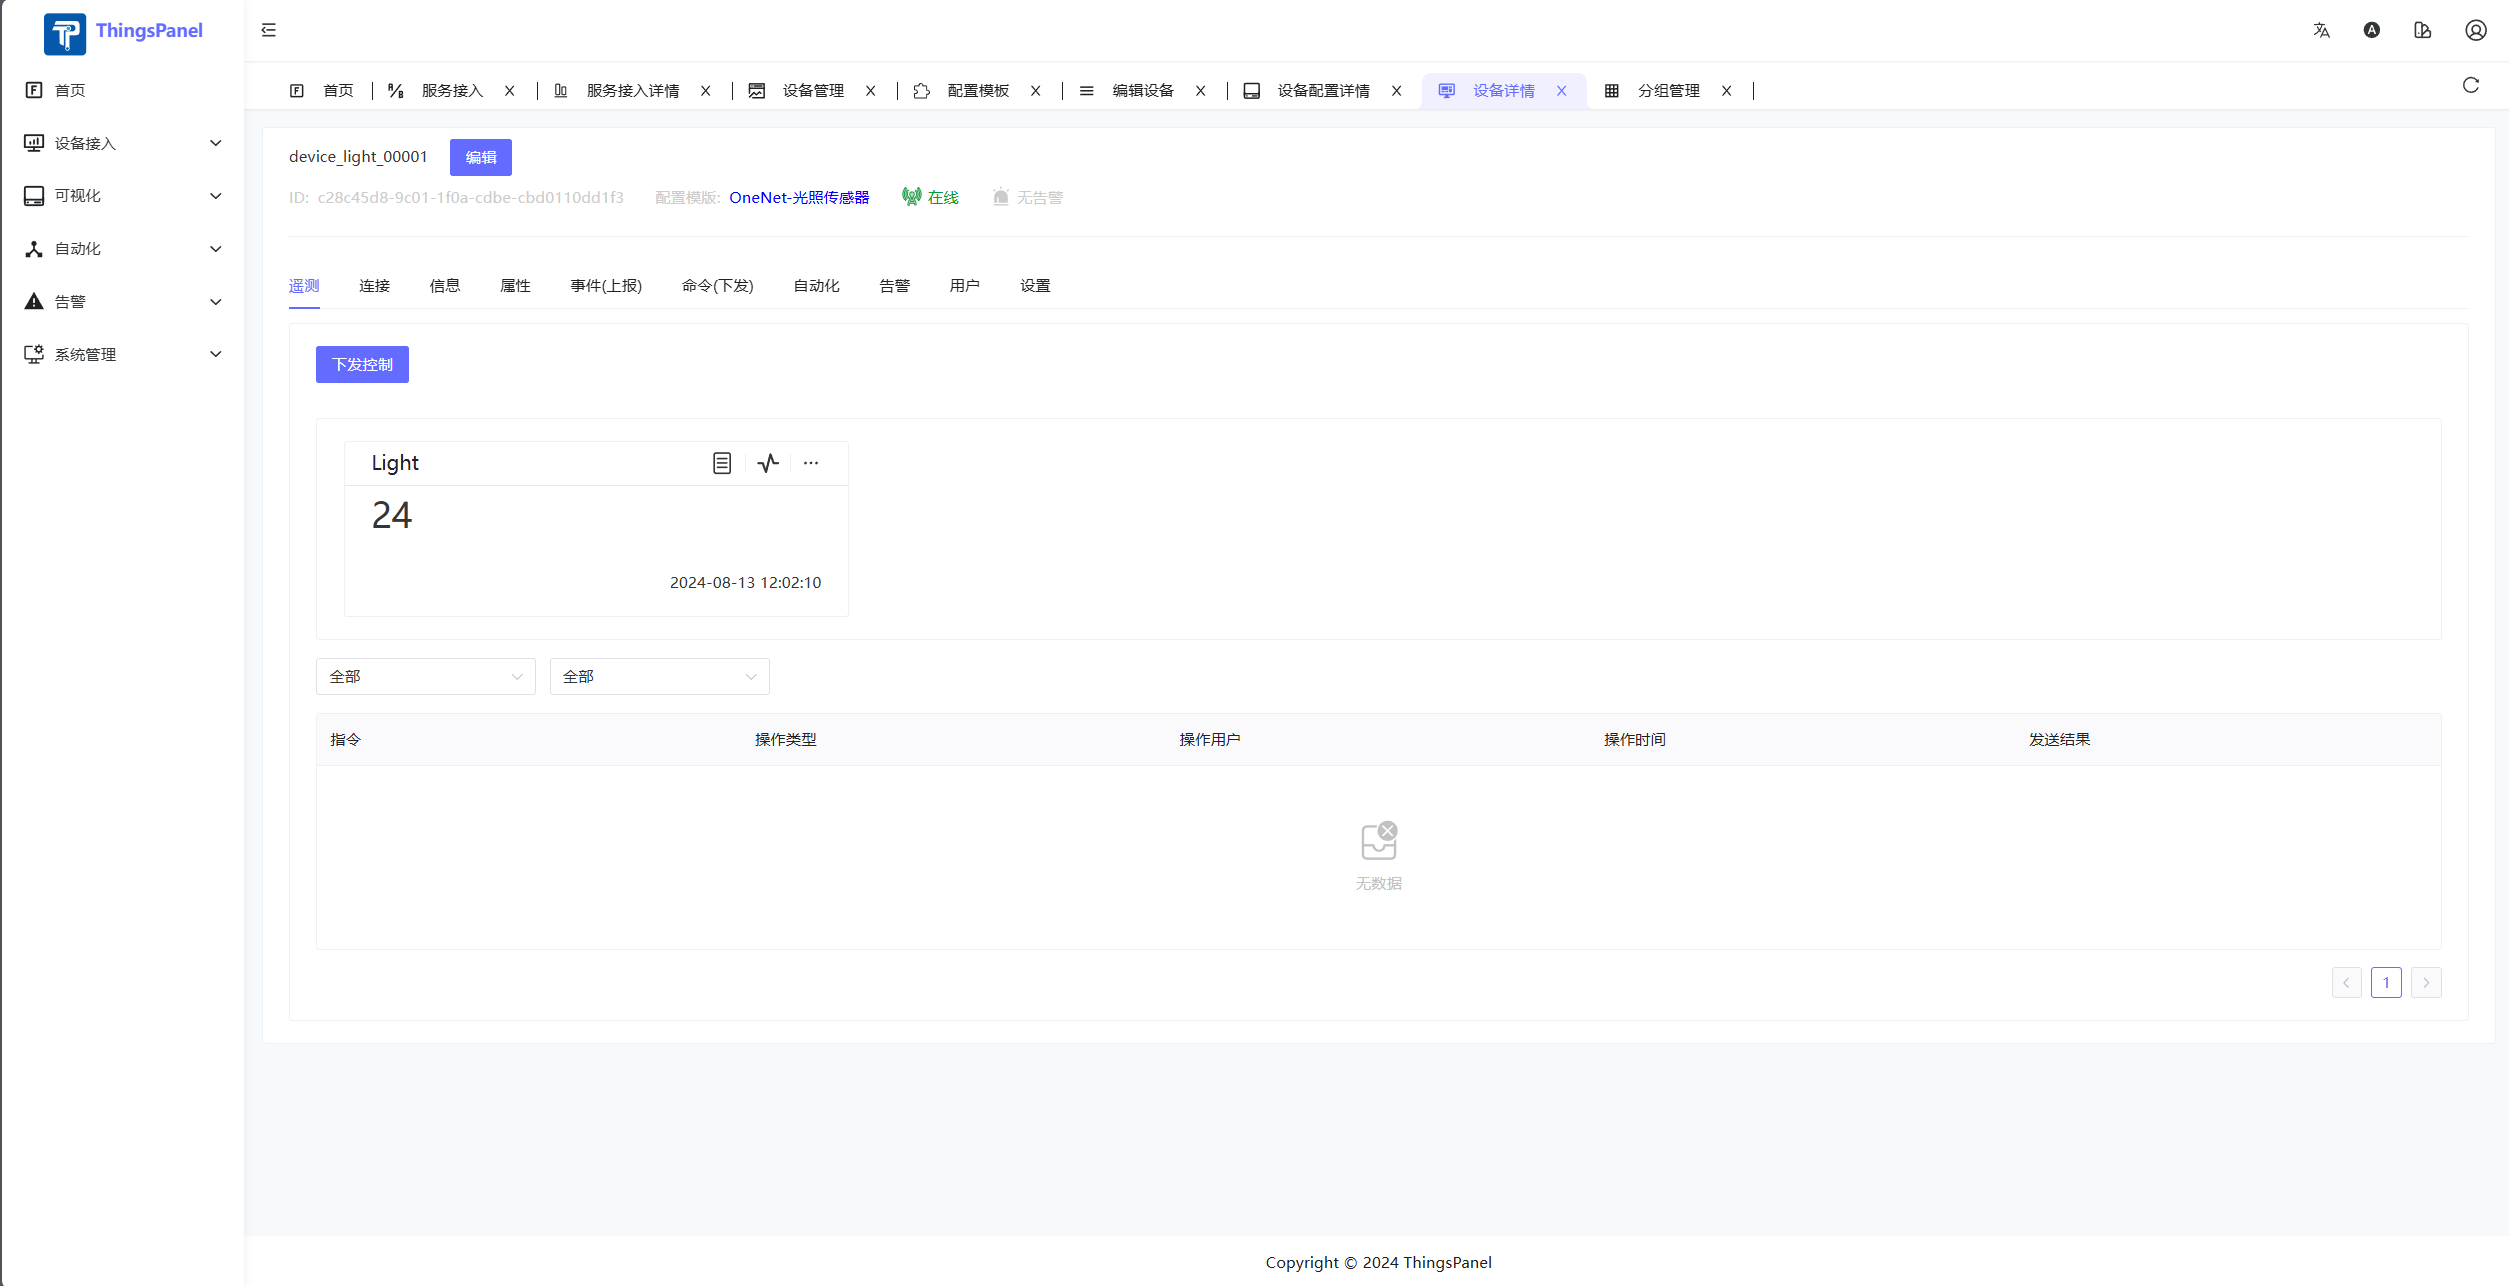 ThingsPanel
首页
设备接入
可视化
自动化
告警
系统管理
首页 服务接入 服务接入详情 设备管理 配置模板 编辑设备 设备配置详情 设备详情 分组管理
device_light_00001 编辑
ID: c28c45d8-9c01-1f0a-cdbe-cbd0110dd1f3 配置模版: OneNet-光照传感器 在线 无告警
遥测 连接 信息 属性 事件(上报) 命令(下发) 自动化 告警 用户 设置
下发控制
Light
24
2024-08-13 12:02:10
全部 全部
指令 操作类型 操作用户 操作时间 发送结果
无数据
1
Copyright © 2024 ThingsPanel